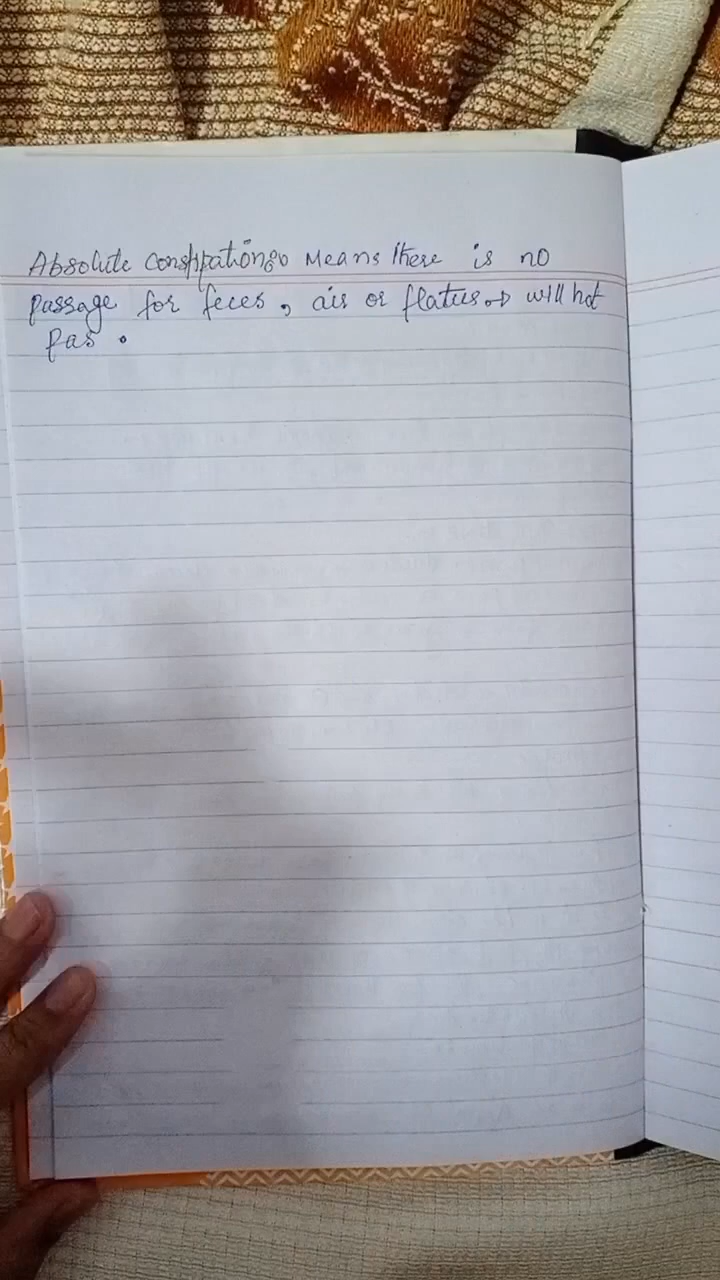 Absolute constipation:- Means there is no
passage for feces, air or flatus → will not
pas.